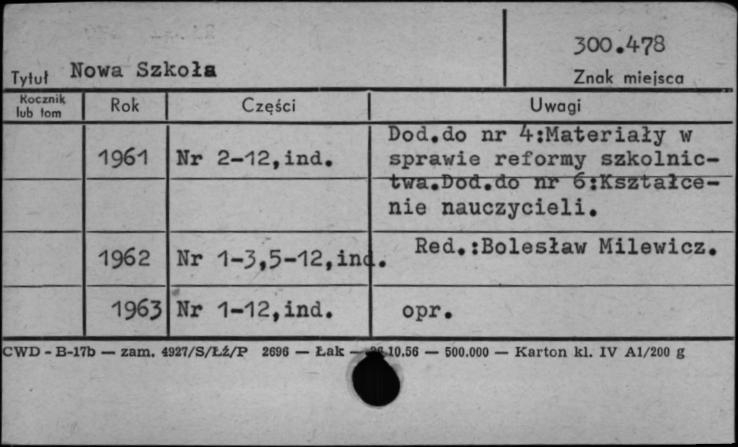 300.478
Tytuł Nowa Szkoła Znak miejsca
Rocznik lub tom Rok Części Uwagi
1961 Nr 2-12,ind. Dod.do nr 4:Materiały w
sprawie reformy szkolnic-
twa.Dod.do nr 6:Kształce-
nie nauczycieli.
1962 Nr 1-3,5-12,ind. Red.:Bolesław Milewicz.
1963 Nr 1-12,ind. opr.
CWD - B-17b — zam. 4927/S/Łź/P 2696 — Łak — 10.56 — 500.000 — Karton kl. IV A1/200 g